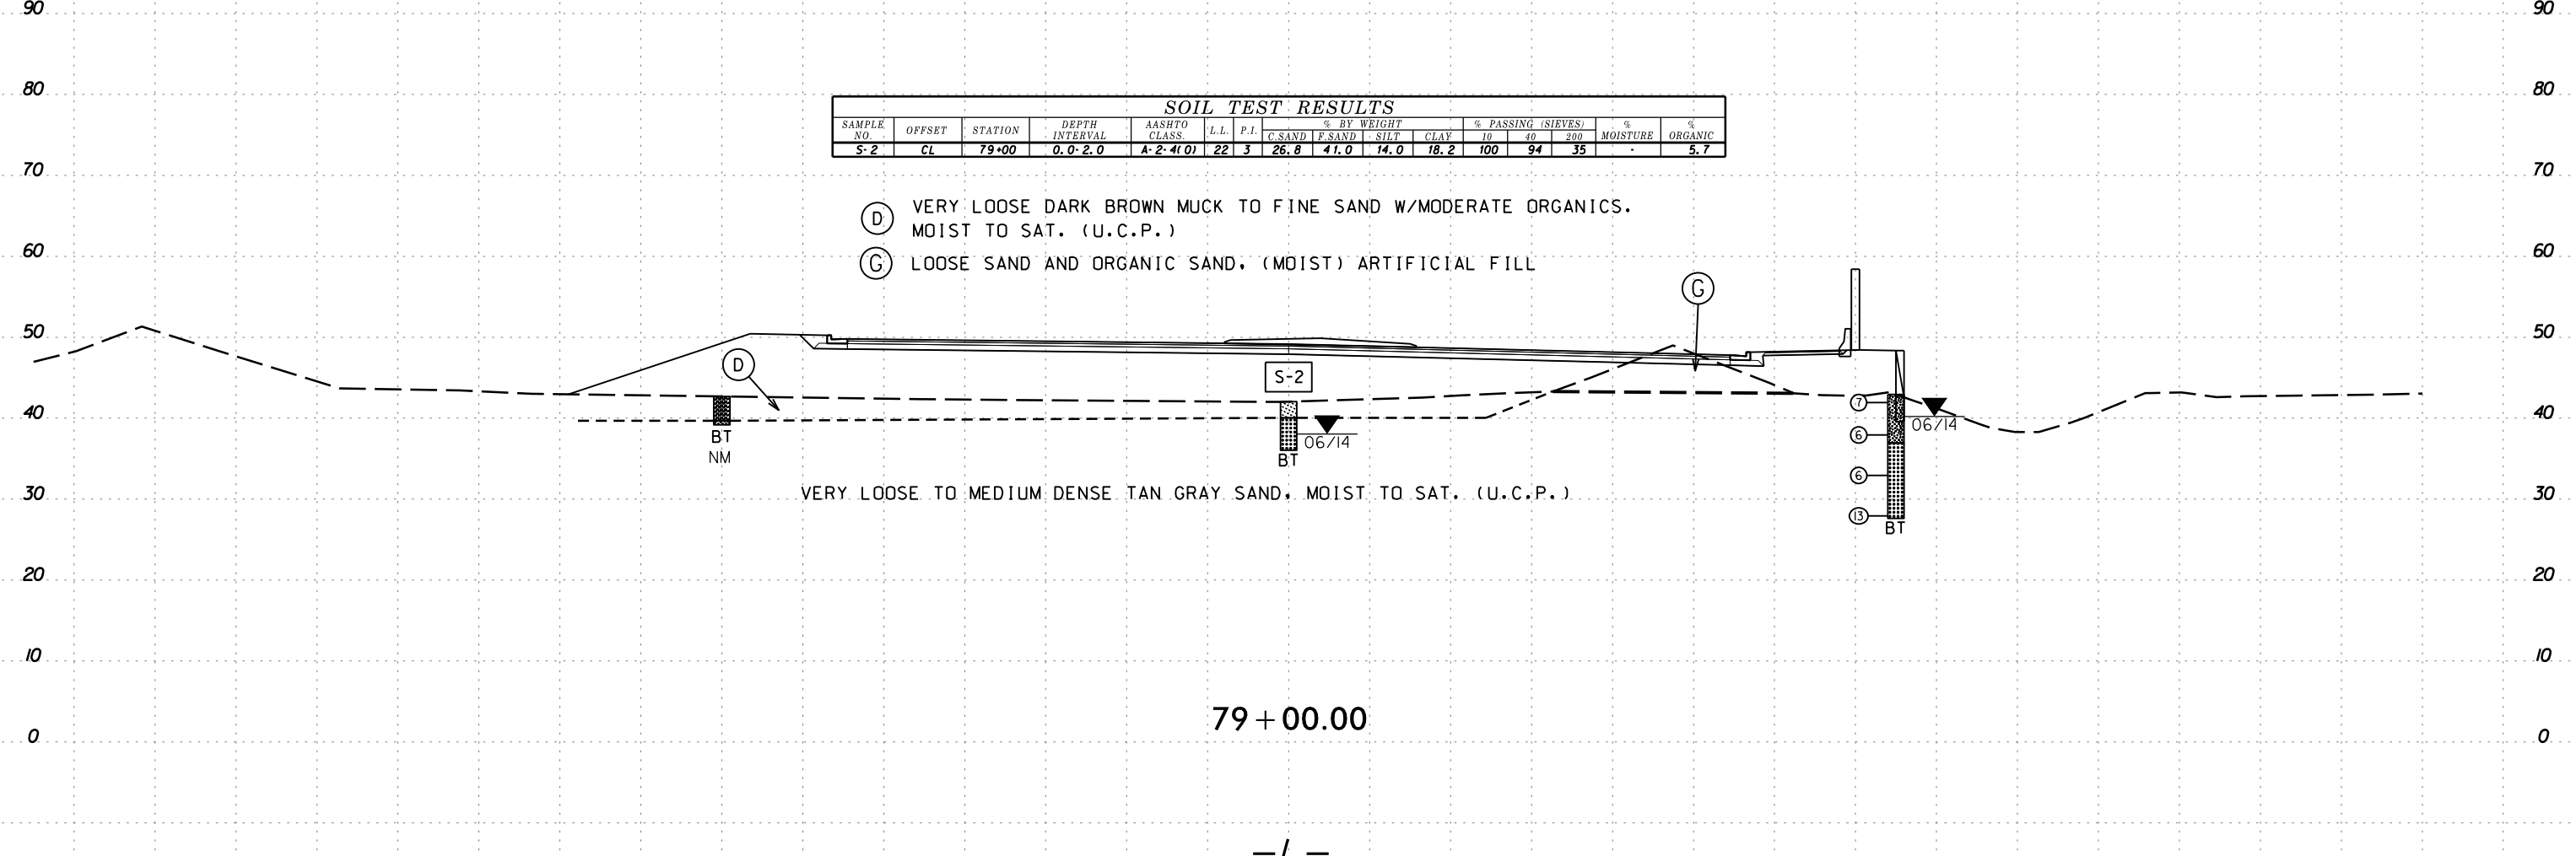 90 90
80 80
SOIL TEST RESULTS
SAMPLE NO. OFFSET STATION DEPTH INTERVAL AASHTO CLASS. L.L. P.I. % BY WEIGHT % PASSING (SIEVES) % MOISTURE % ORGANIC
C.SAND F.SAND SILT CLAY 10 40 200
S-2 CL 79+00 0.0-2.0 A-2-4(0) 22 3 26.8 41.0 14.0 18.2 100 94 35 - 5.7
70 70
D VERY LOOSE DARK BROWN MUCK TO FINE SAND W/MODERATE ORGANICS.
MOIST TO SAT. (U.C.P.)
60 60
G LOOSE SAND AND ORGANIC SAND, (MOIST) ARTIFICIAL FILL
G
50 50
D
S-2
40 40
7
06/14
BT
06/14
6
NM
BT
6
30 30
VERY LOOSE TO MEDIUM DENSE TAN GRAY SAND, MOIST TO SAT. (U.C.P.)
13
BT
20 20
10 10
79+00.00
0 0